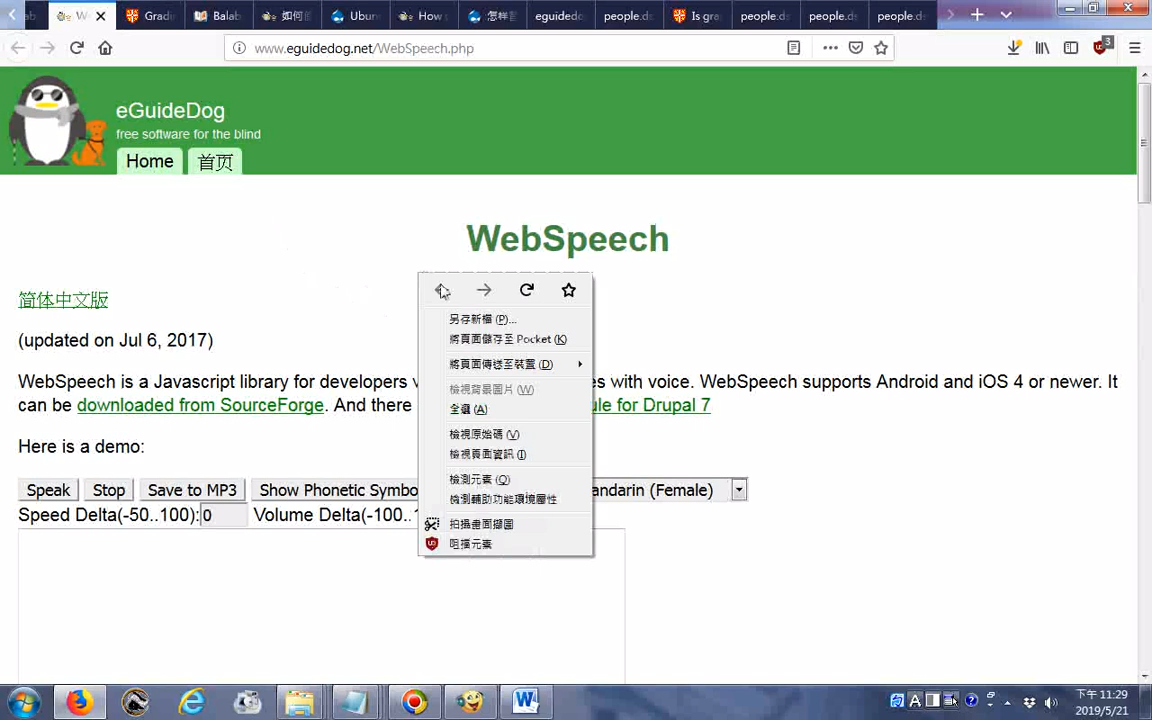 We
Gradi
Balab
如何
Ubun
How
怎样
eguidedo
people.ds
Is gra
people.d
people.ds
people.ds
www.eguidedog.net/WebSpeech.php
3
eGuideDog
free software for the blind
Home 首页
WebSpeech
简体中文版
(updated on Jul 6, 2017)
WebSpeech is a Javascript library for developers with voice. WebSpeech supports Android and iOS 4 or newer. It
can be downloaded from SourceForge. And there ule for Drupal 7
Here is a demo:
Speak Stop Save to MP3 Show Phonetic Symbo andarin (Female)
Speed Delta(-50..100): 0 Volume Delta(-100..
另存新檔 (P)...
將頁面儲存至 Pocket (K)
將頁面傳送至裝置 (D)
檢視背景圖片 (W)
全選 (A)
檢視原始碼 (V)
檢視頁面資訊 (I)
檢測元素 (Q)
檢測輔助功能環境屬性
拍攝畫面擷圖
阻擋元素
下午 11:29
2019/5/21